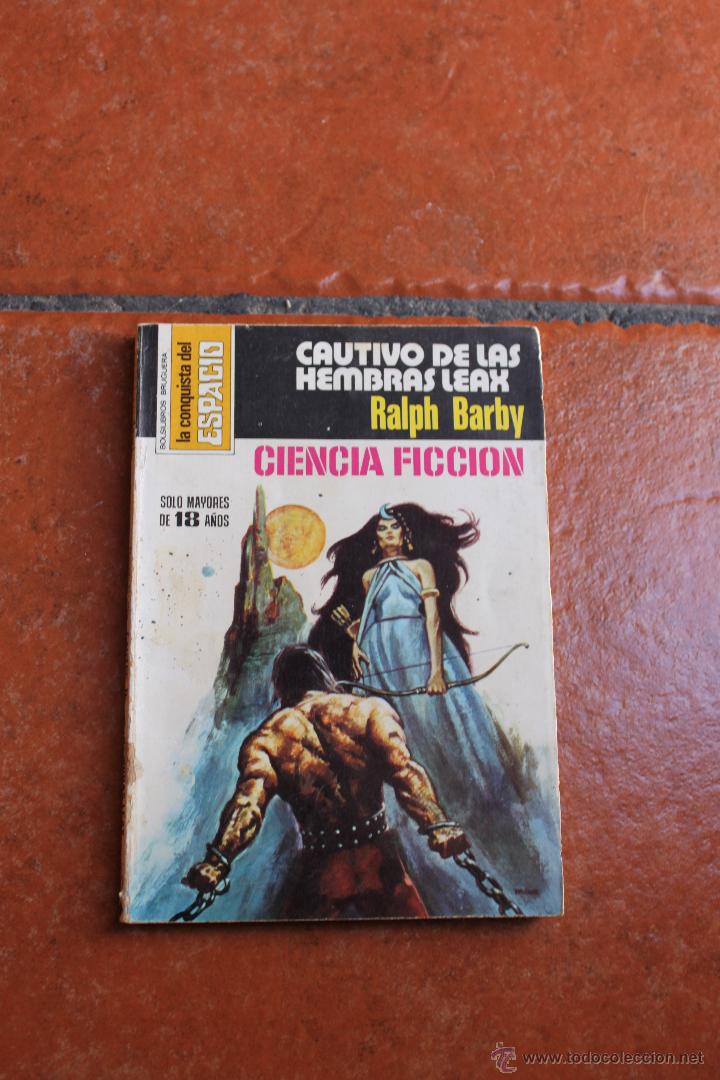 BOLSILIBROS BRUGUERA
la conquista del
ESPACIO
CAUTIVO DE LAS
HEMBRAS LEAX
Ralph Barby
CIENCIA FICCION
SOLO MAYORES
DE 18 AÑOS
www.todocoleccion.net